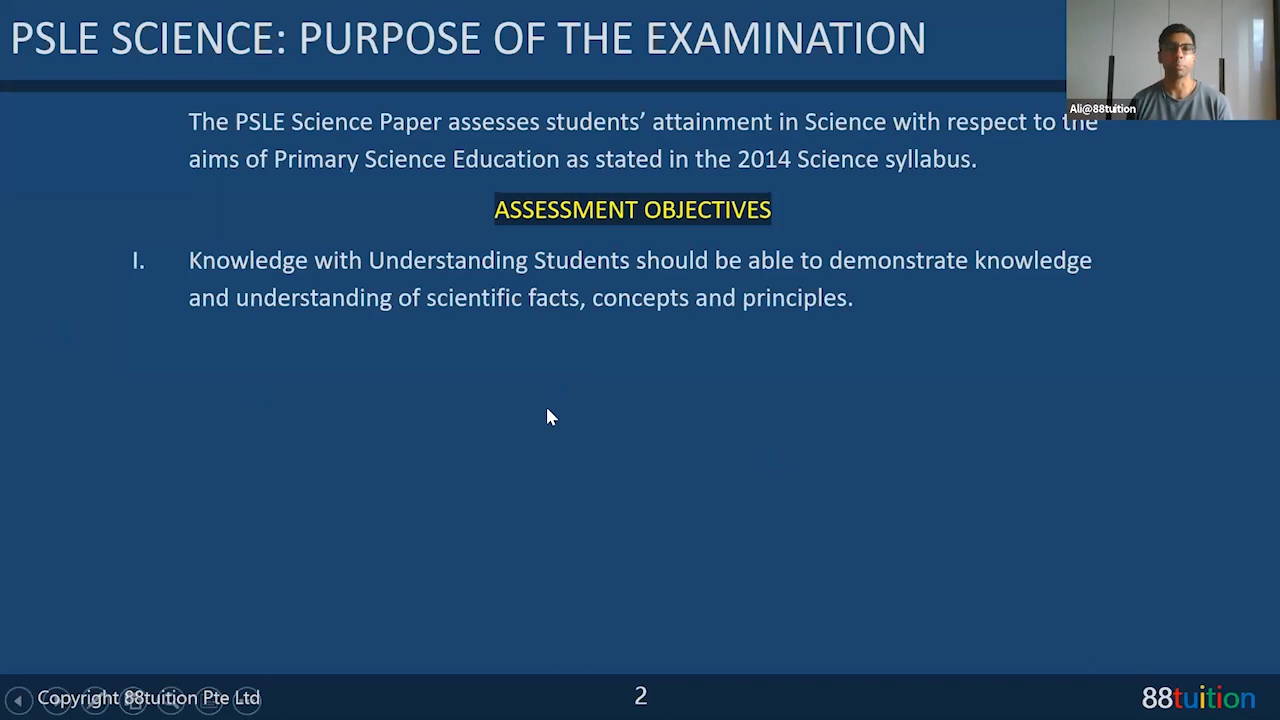 PSLE SCIENCE: PURPOSE OF THE EXAMINATION
Ali@88tuition
The PSLE Science Paper assesses students’ attainment in Science with respect to the
aims of Primary Science Education as stated in the 2014 Science syllabus.
ASSESSMENT OBJECTIVES
I. Knowledge with Understanding Students should be able to demonstrate knowledge
and understanding of scientific facts, concepts and principles.
Copyright 88tuition Pte Ltd
2
88tuition